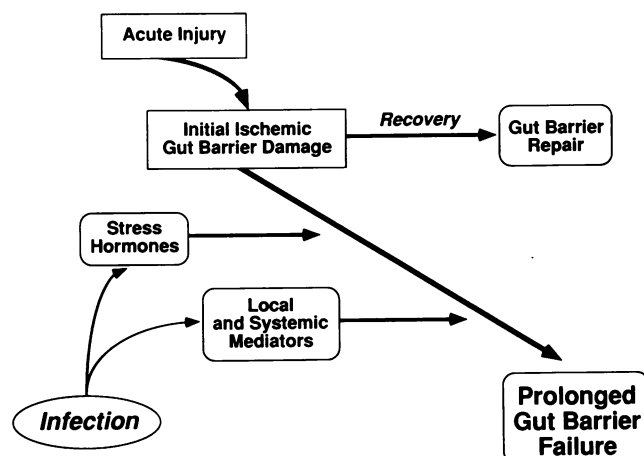 Acute Injury
Initial Ischemic
Gut Barrier Damage
Recovery
Gut Barrier
Repair
Stress
Hormones
Local
and Systemic
Mediators
Infection
Prolonged
Gut Barrier
Failure